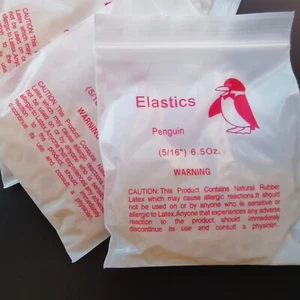 Elastics
Penguin
(5/16") 6.5Oz.
WARNING
CAUTION: This Product Contains Natural Rubber
Latex which may cause allergic reactions.It should
not be used on or by anyone who is sensitive or
allergic to Latex.Anyone that experiences any adverse
reaction to the product, should immediately
discontinue its use and consult a physician.